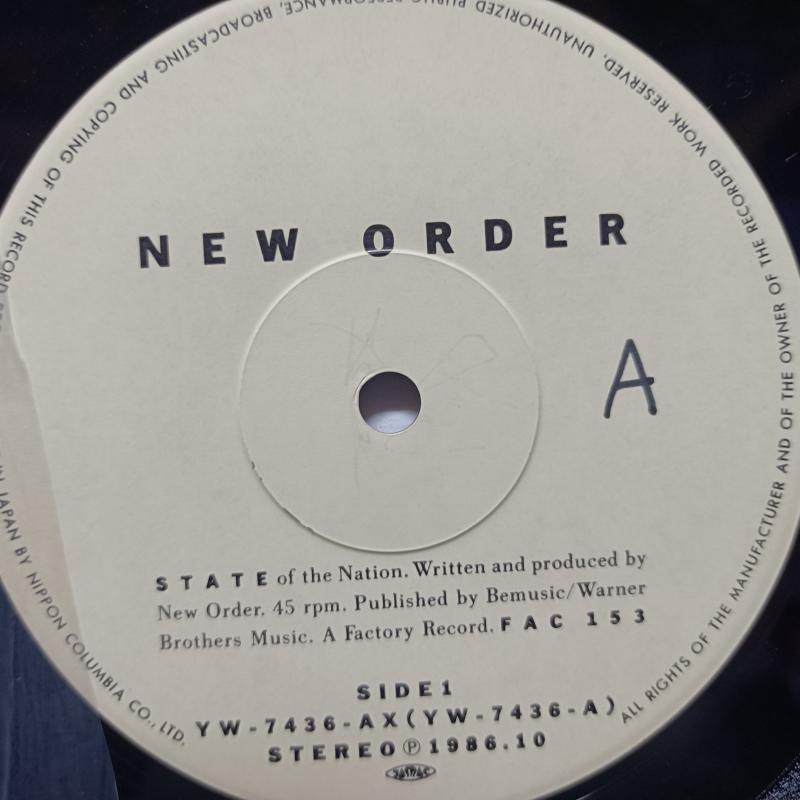 ALL RIGHTS OF THE MANUFACTURER AND OF THE OWNER OF THE RECORDED WORK RESERVED. UNAUTHORIZED PUBLIC PERFORMANCE, BROADCASTING AND COPYING OF THIS RECORD
NEW ORDER
A
STATE of the Nation. Written and produced by
New Order. 45 rpm. Published by Bemusic/Warner
Brothers Music. A Factory Record. FAC 153
SIDE1
YW-7436-AX(YW-7436-A)
STEREO Ⓟ1986.10
IN JAPAN BY NIPPON COLUMBIA CO., LTD.